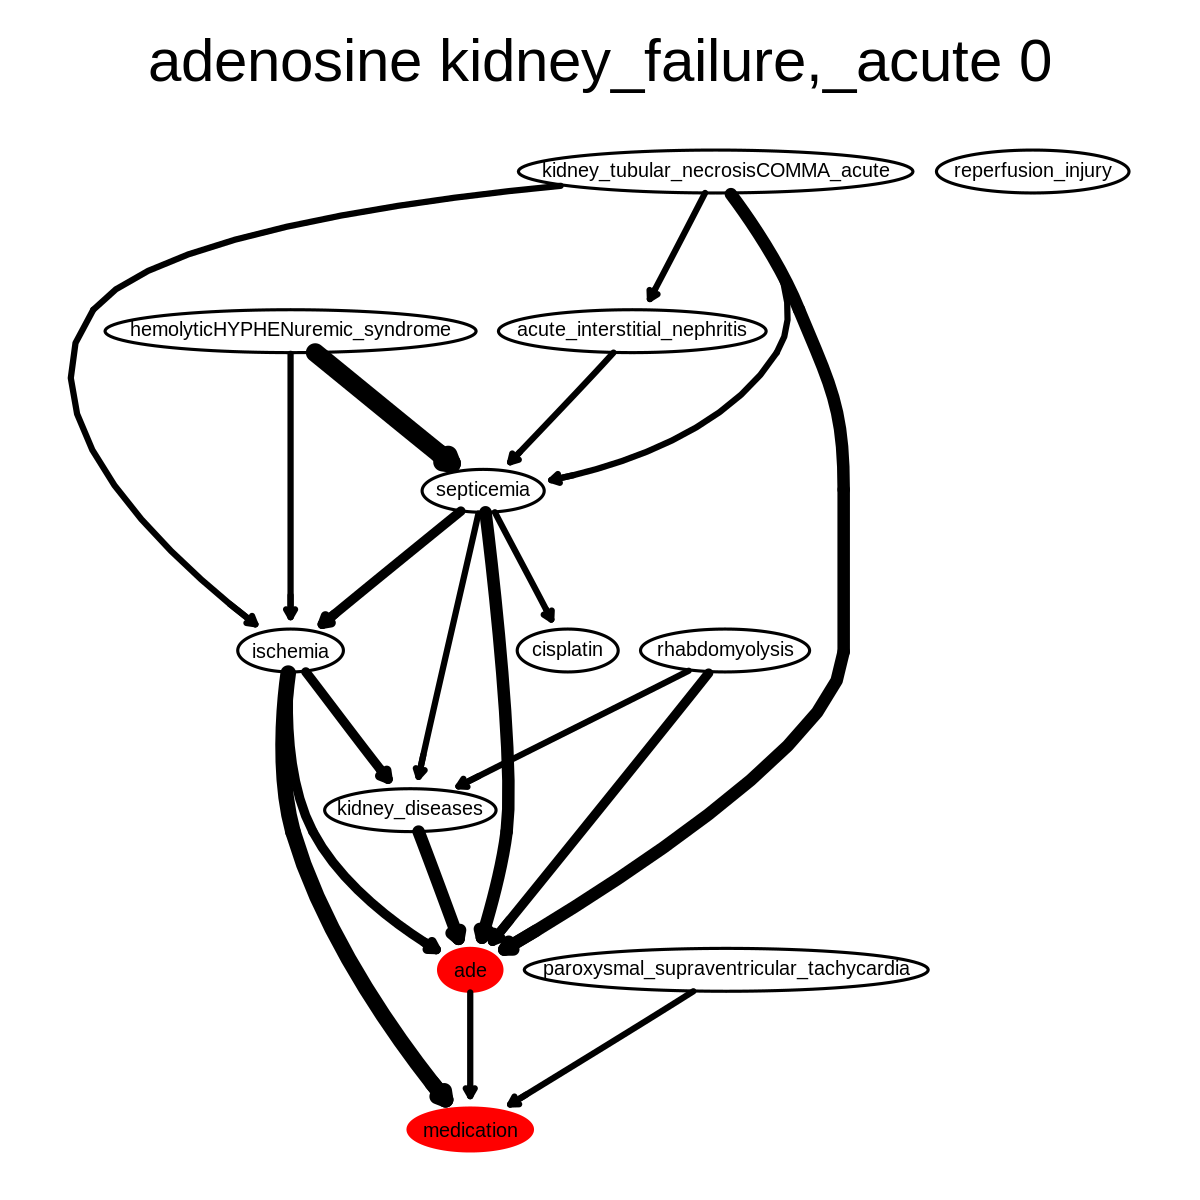 adenosine kidney_failure,_acute 0
kidney_tubular_necrosisCOMMA_acute
reperfusion_injury
hemolyticHYPHENuremic_syndrome
acute_interstitial_nephritis
septicemia
ischemia
cisplatin
rhabdomyolysis
kidney_diseases
ade
paroxysmal_supraventricular_tachycardia
medication